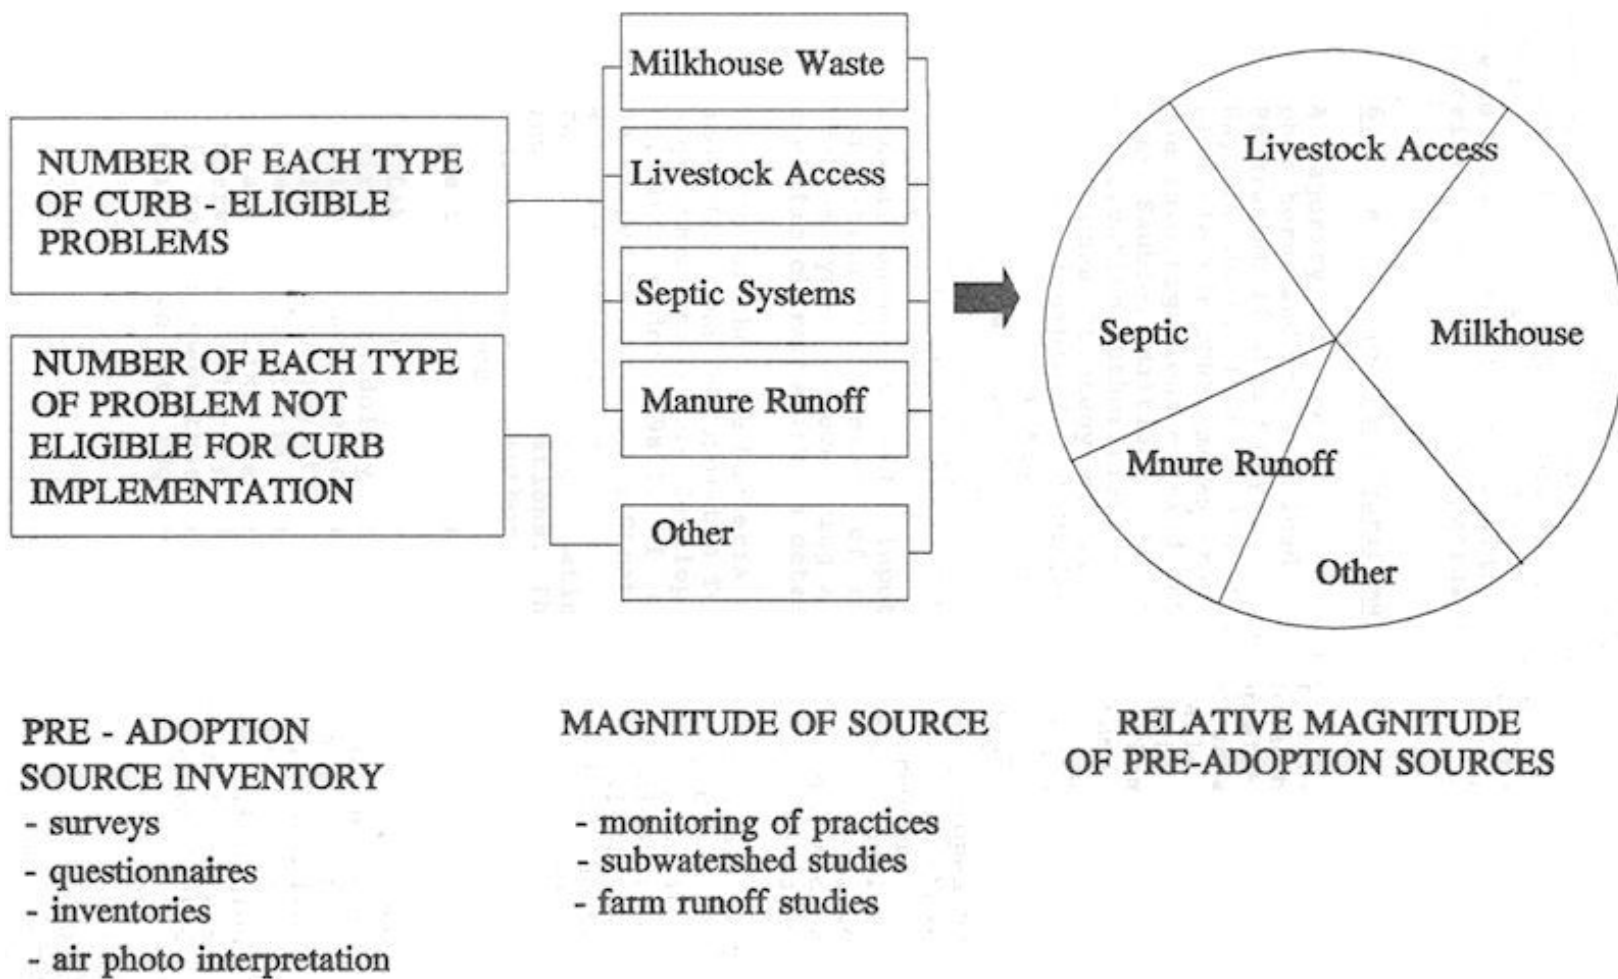 NUMBER OF EACH TYPE
OF CURB - ELIGIBLE
PROBLEMS
NUMBER OF EACH TYPE
OF PROBLEM NOT
ELIGIBLE FOR CURB
IMPLEMENTATION
Milkhouse Waste
Livestock Access
Septic Systems
Manure Runoff
Other
Livestock Access
Septic
Milkhouse
Mnure Runoff
Other
PRE - ADOPTION
SOURCE INVENTORY
- surveys
- questionnaires
- inventories
- air photo interpretation
MAGNITUDE OF SOURCE
- monitoring of practices
- subwatershed studies
- farm runoff studies
RELATIVE MAGNITUDE
OF PRE-ADOPTION SOURCES